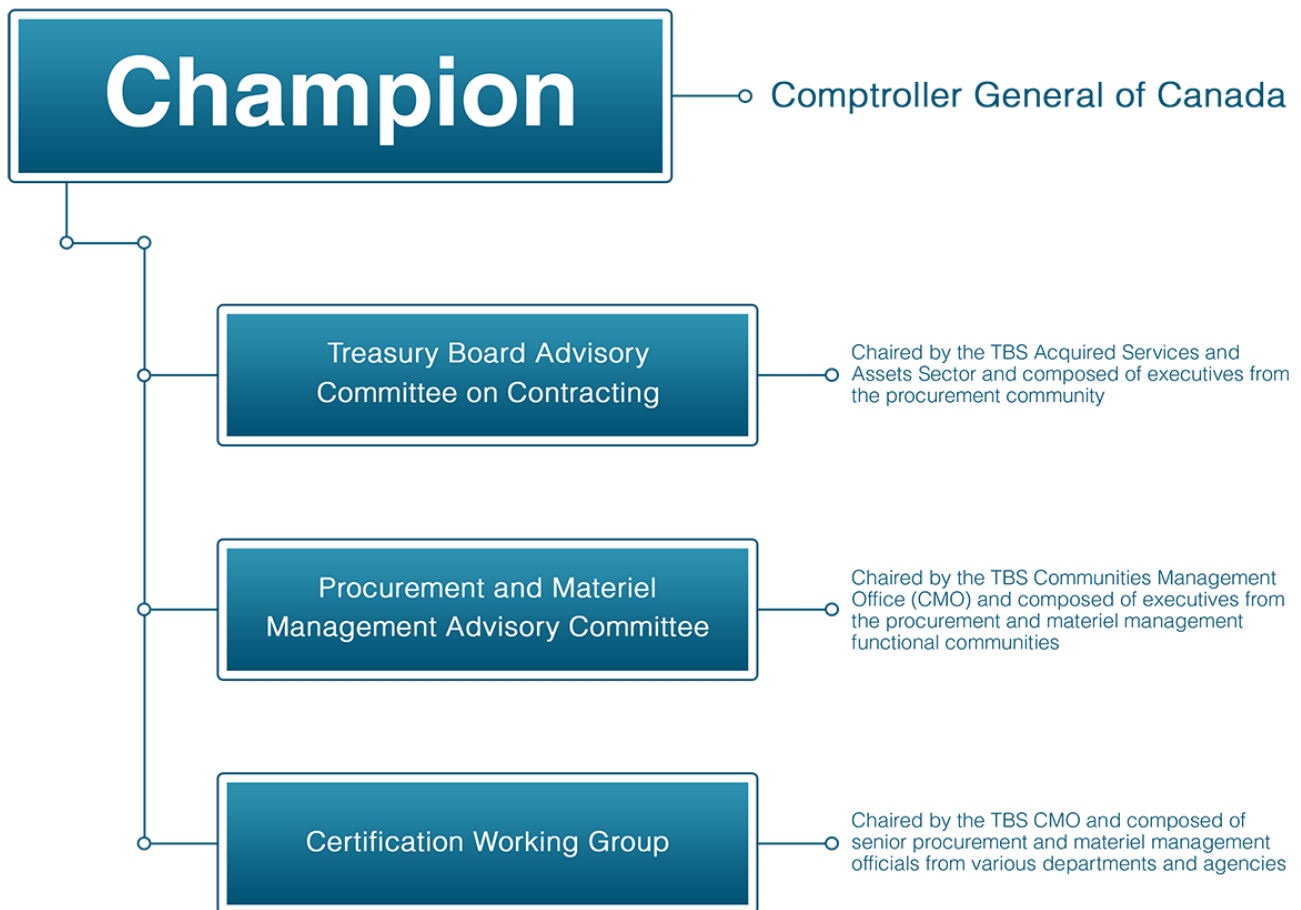 Champion
Comptroller General of Canada
Treasury Board Advisory
Committee on Contracting
Chaired by the TBS Acquired Services and
Assets Sector and composed of executives from
the procurement community
Procurement and Materiel
Management Advisory Committee
Chaired by the TBS Communities Management
Office (CMO) and composed of executives from
the procurement and materiel management
functional communities
Certification Working Group
Chaired by the TBS CMO and composed of
senior procurement and materiel management
officials from various departments and agencies